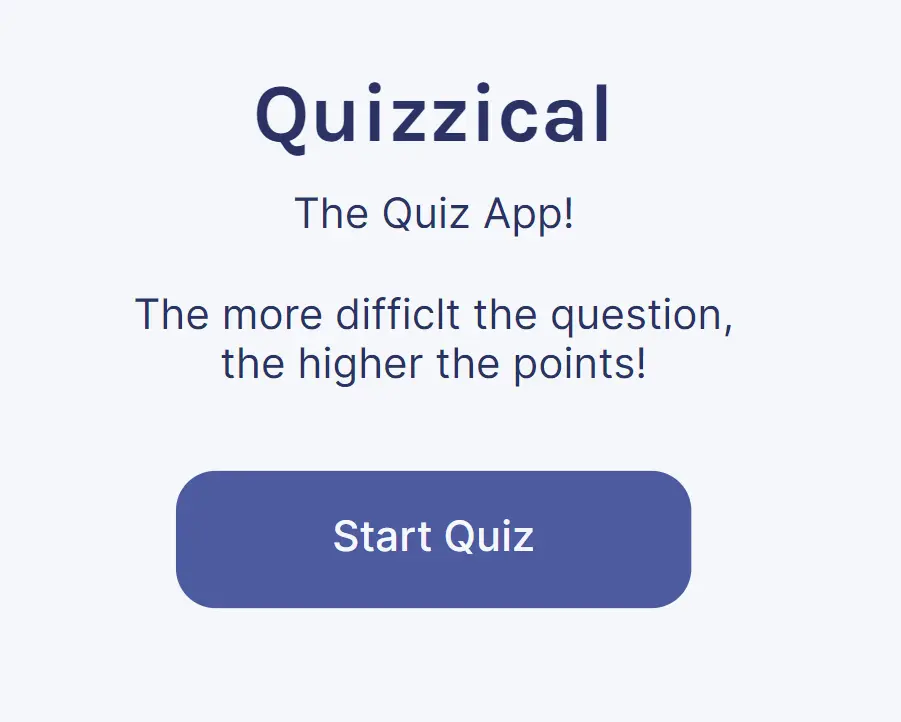 Quizzical
The Quiz App!
The more difficlt the question,
the higher the points!
Start Quiz